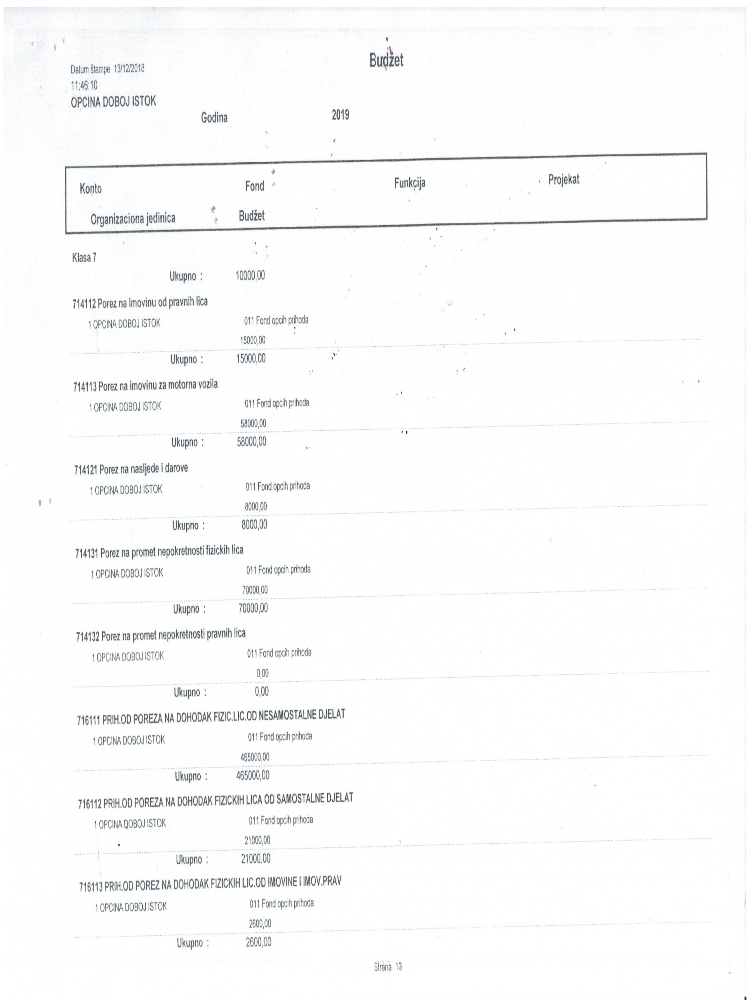 Budžet
Datum štampe 13/12/2018
11:46:10
OPCINA DOBOJ ISTOK
Godina 2019
Konto Fond Funkcija Projekat
Organizaciona jedinica Budžet
Klasa 7
Ukupno : 10000,00
714112 Porez na imovinu od pravnih lica
1 OPCINA DOBOJ ISTOK 011 Fond opcih prihoda
15000,00
Ukupno : 15000,00
714113 Porez na imovinu za motorna vozila
1 OPCINA DOBOJ ISTOK 011 Fond opcih prihoda
58000,00
Ukupno : 58000,00
714121 Porez na nasljede i darove
1 OPCINA DOBOJ ISTOK 011 Fond opcih prihoda
8000,00
Ukupno : 8000,00
714131 Porez na promet nepokretnosti fizickih lica
1 OPCINA DOBOJ ISTOK 011 Fond opcih prihoda
70000,00
Ukupno : 70000,00
714132 Porez na promet nepokretnosti pravnih lica
1 OPCINA DOBOJ ISTOK 011 Fond opcih prihoda
0,00
Ukupno : 0,00
716111 PRIH.OD POREZA NA DOHODAK FIZIC.LIC.OD NESAMOSTALNE DJELAT
1 OPCINA DOBOJ ISTOK 011 Fond opcih prihoda
465000,00
Ukupno : 465000,00
716112 PRIH.OD POREZA NA DOHODAK FIZICKIH LICA OD SAMOSTALNE DJELAT
1 OPCINA DOBOJ ISTOK 011 Fond opcih prihoda
21000,00
Ukupno : 21000,00
716113 PRIH.OD POREZ NA DOHODAK FIZICKIH LIC.OD IMOVINE I IMOV.PRAV
1 OPCINA DOBOJ ISTOK 011 Fond opcih prihoda
2600,00
Ukupno : 2600,00
Strana 13